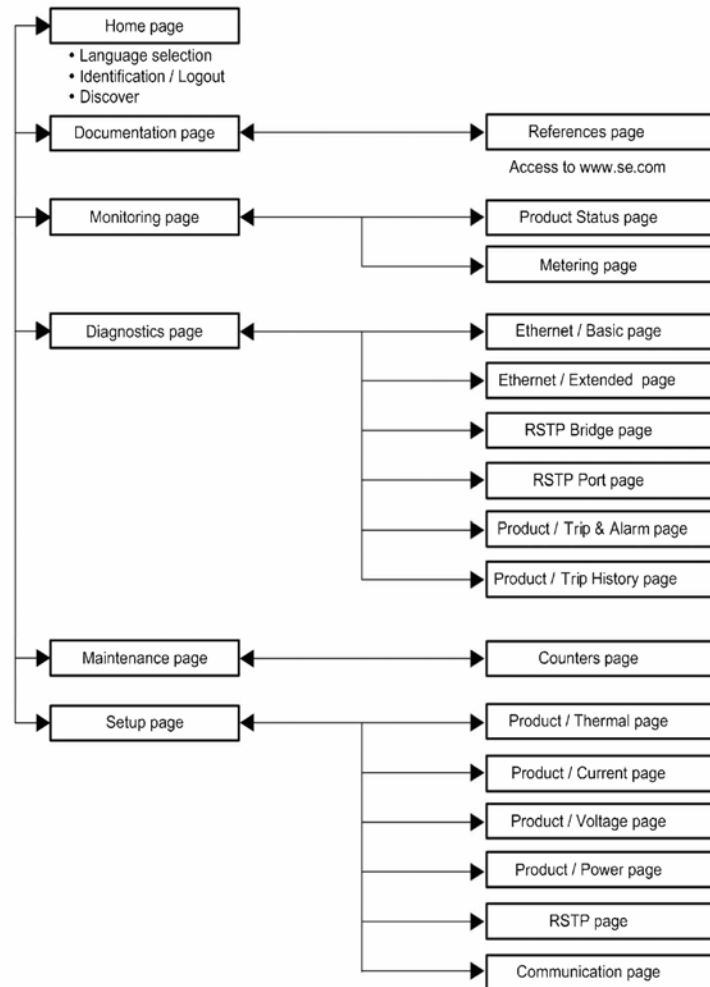 Home page
• Language selection
• Identification / Logout
• Discover
Documentation page
References page
Access to www.se.com
Monitoring page
Product Status page
Metering page
Diagnostics page
Ethernet / Basic page
Ethernet / Extended page
RSTP Bridge page
RSTP Port page
Product / Trip & Alarm page
Product / Trip History page
Maintenance page
Counters page
Setup page
Product / Thermal page
Product / Current page
Product / Voltage page
Product / Power page
RSTP page
Communication page